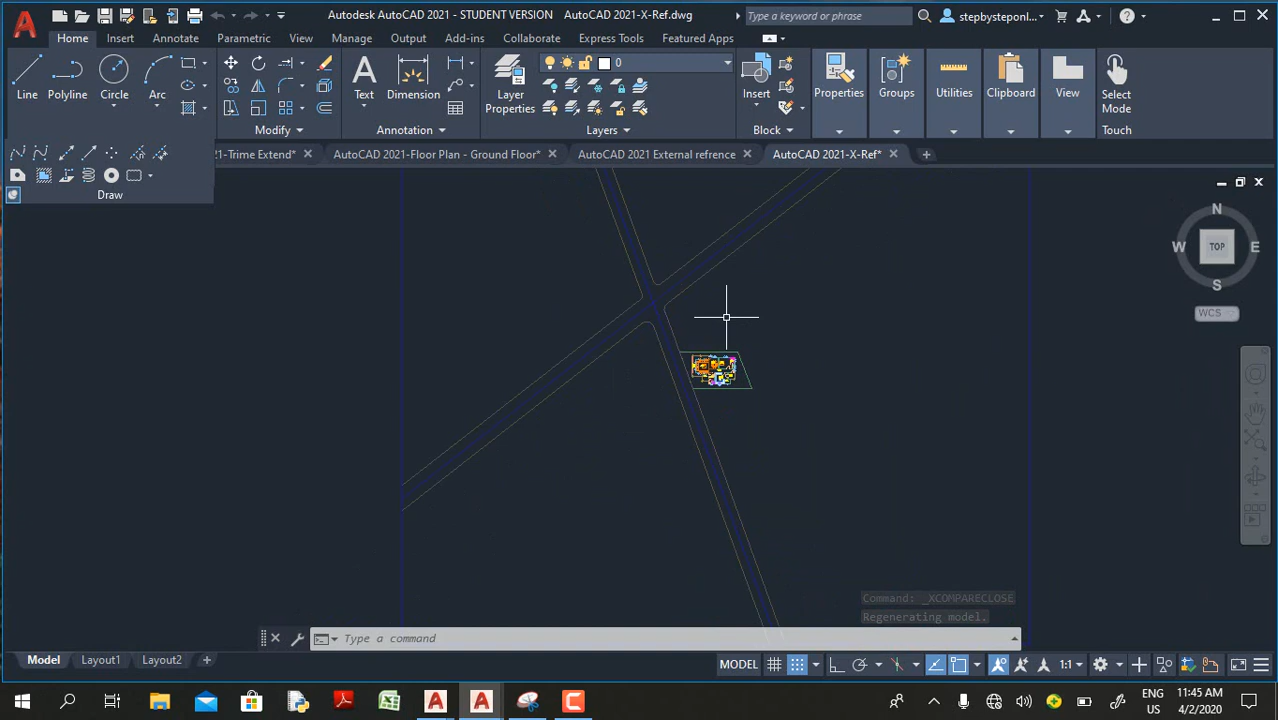 Autodesk AutoCAD 2021 - STUDENT VERSION AutoCAD 2021-X-Ref.dwg
Type a keyword or phrase
stepbysteponl...
Home Insert Annotate Parametric View Manage Output Add-ins Collaborate Express Tools Featured Apps
0
Line Polyline Circle Arc Text Dimension Layer Properties Insert Properties Groups Utilities Clipboard View Select Mode
Modify Annotation Layers Block Touch
21-Trime Extend* AutoCAD 2021-Floor Plan - Ground Floor* AutoCAD 2021 External refrence AutoCAD 2021-X-Ref*
Draw
N
W TOP E
S
WCS
Command: _XCOMPARECLOSE
Regenerating model.
Type a command
Model Layout1 Layout2 MODEL 1:1
ENG 11:45 AM
US 4/2/2020